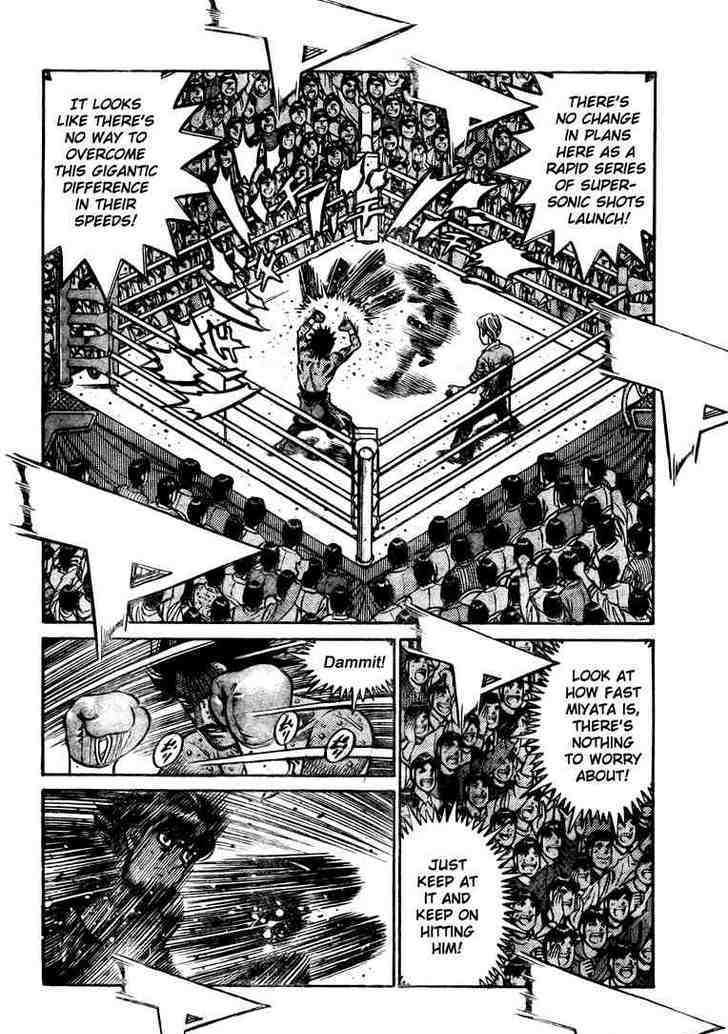 THERE'S
NO CHANGE
IN PLANS
HERE AS A
RAPID SERIES
OF SUPER-
SONIC SHOTS
LAUNCH!
IT LOOKS
LIKE THERE'S
NO WAY TO
OVERCOME
THIS GIGANTIC
DIFFERENCE
IN THEIR
SPEEDS!
LOOK AT
HOW FAST
MIYATA IS,
THERE'S
NOTHING
TO WORRY
ABOUT!
JUST
KEEP AT
IT AND
KEEP ON
HITTING
HIM!
Dammit!